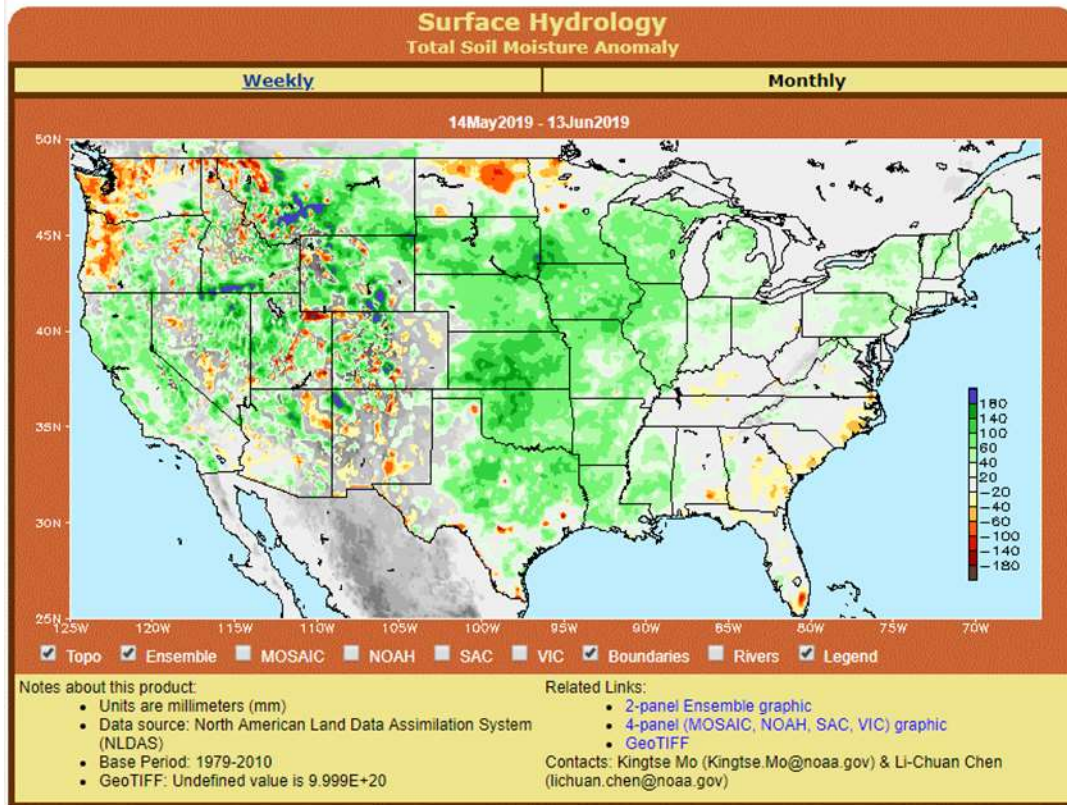 Surface Hydrology
Total Soil Moisture Anomaly
Weekly
Monthly
14May2019 - 13Jun2019
50N
45N
40N
35N
30N
25N
180
140
100
60
40
20
-20
-40
-60
-100
-140
-180
125W 120W 115W 110W 105W 100W 95W 90W 85W 80W 75W 70W
Topo Ensemble MOSAIC NOAH SAC VIC Boundaries Rivers Legend
Notes about this product:
• Units are millimeters (mm)
• Data source: North American Land Data Assimilation System
(NLDAS)
• Base Period: 1979-2010
• GeoTIFF: Undefined value is 9.999E+20
Related Links:
• 2-panel Ensemble graphic
• 4-panel (MOSAIC, NOAH, SAC, VIC) graphic
• GeoTIFF
Contacts: Kingtse Mo (Kingtse.Mo@noaa.gov) & Li-Chuan Chen
(lichuan.chen@noaa.gov)